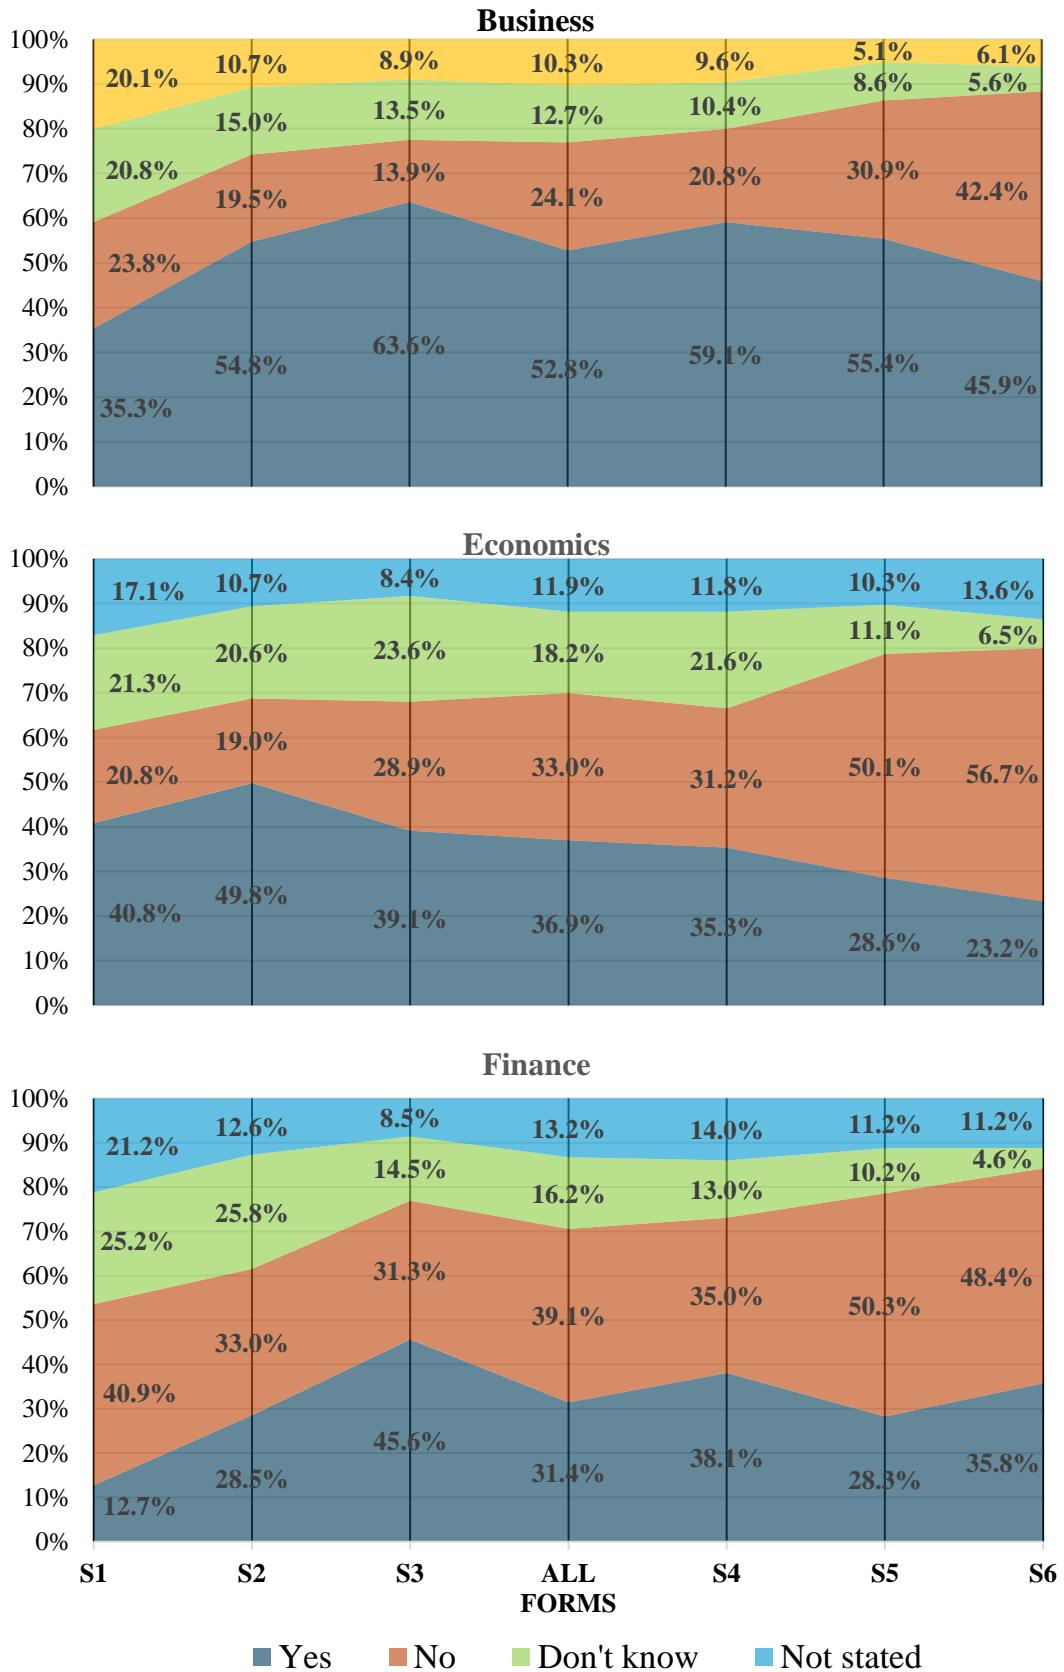 Business
100%
90%
80%
70%
60%
50%
40%
30%
20%
10%
0%
20.1% 10.7% 8.9% 10.3% 9.6% 5.1% 6.1%
20.8% 15.0% 13.5% 12.7% 10.4% 8.6% 5.6%
23.8% 19.5% 13.9% 24.1% 20.8% 30.9% 42.4%
35.3% 54.8% 63.6% 52.8% 59.1% 55.4% 45.9%
Economics
100%
90%
80%
70%
60%
50%
40%
30%
20%
10%
0%
17.1% 10.7% 8.4% 11.9% 11.8% 10.3% 13.6%
21.3% 20.6% 23.6% 18.2% 21.6% 11.1% 6.5%
20.8% 19.0% 28.9% 33.0% 31.2% 50.1% 56.7%
40.8% 49.8% 39.1% 36.9% 35.3% 28.6% 23.2%
Finance
100%
90%
80%
70%
60%
50%
40%
30%
20%
10%
0%
21.2% 12.6% 8.5% 13.2% 14.0% 11.2% 11.2%
25.2% 25.8% 14.5% 16.2% 13.0% 10.2% 4.6%
40.9% 33.0% 31.3% 39.1% 35.0% 50.3% 48.4%
12.7% 28.5% 45.6% 31.4% 38.1% 28.3% 35.8%
S1 S2 S3 ALL S4 S5 S6
FORMS
Yes No Don't know Not stated